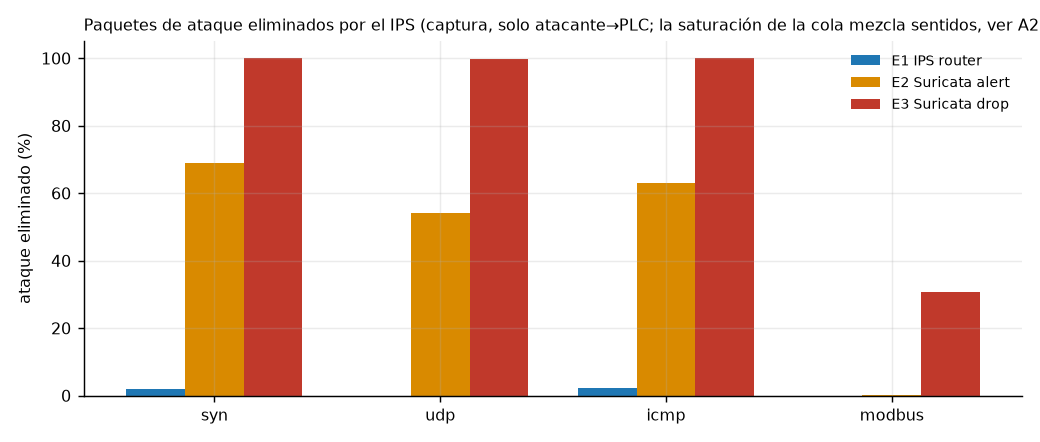 Paquetes de ataque eliminados por el IPS (captura, solo atacante→PLC; la saturación de la cola mezcla sentidos, ver A2
E1 IPS router
E2 Suricata alert
E3 Suricata drop
ataque eliminado (%)
100
80
60
40
20
0
syn
udp
icmp
modbus